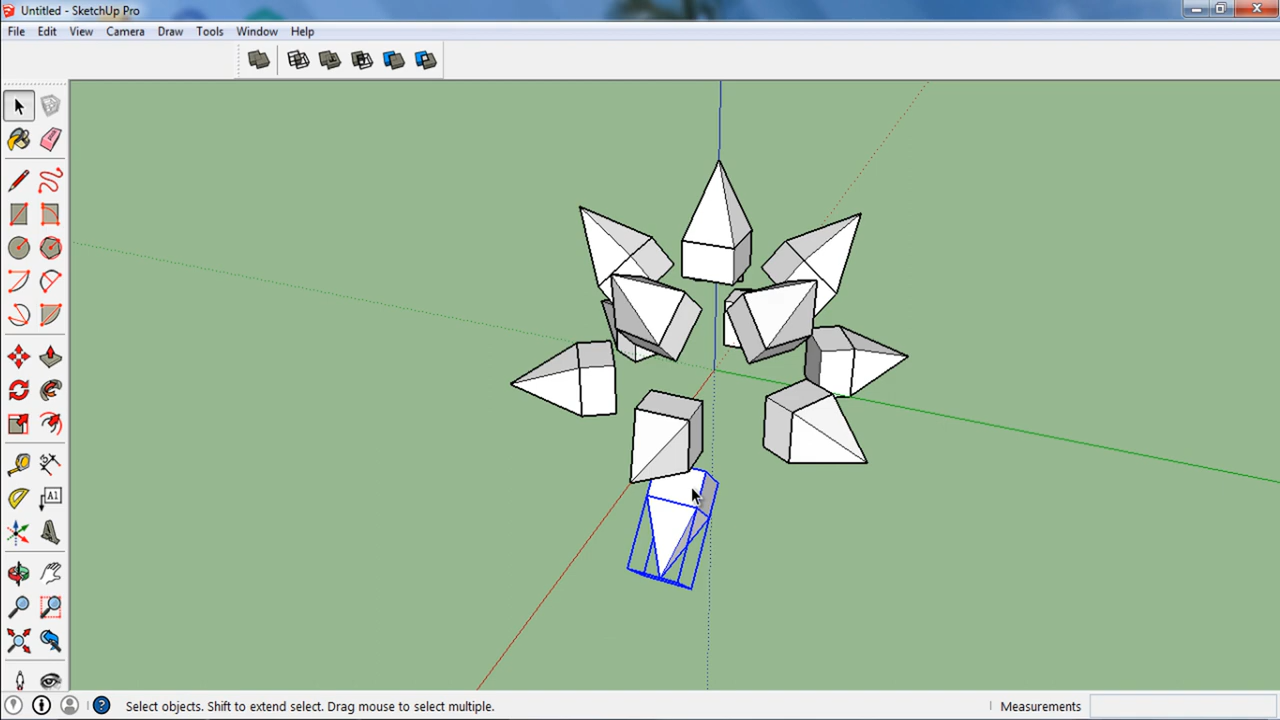 Untitled - SketchUp Pro
File Edit View Camera Draw Tools Window Help
A1
Select objects. Shift to extend select. Drag mouse to select multiple.
Measurements